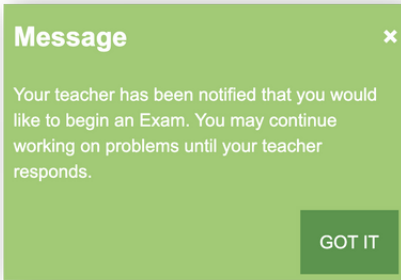 Message
×
Your teacher has been notified that you would
like to begin an Exam. You may continue
working on problems until your teacher
responds.
GOT IT